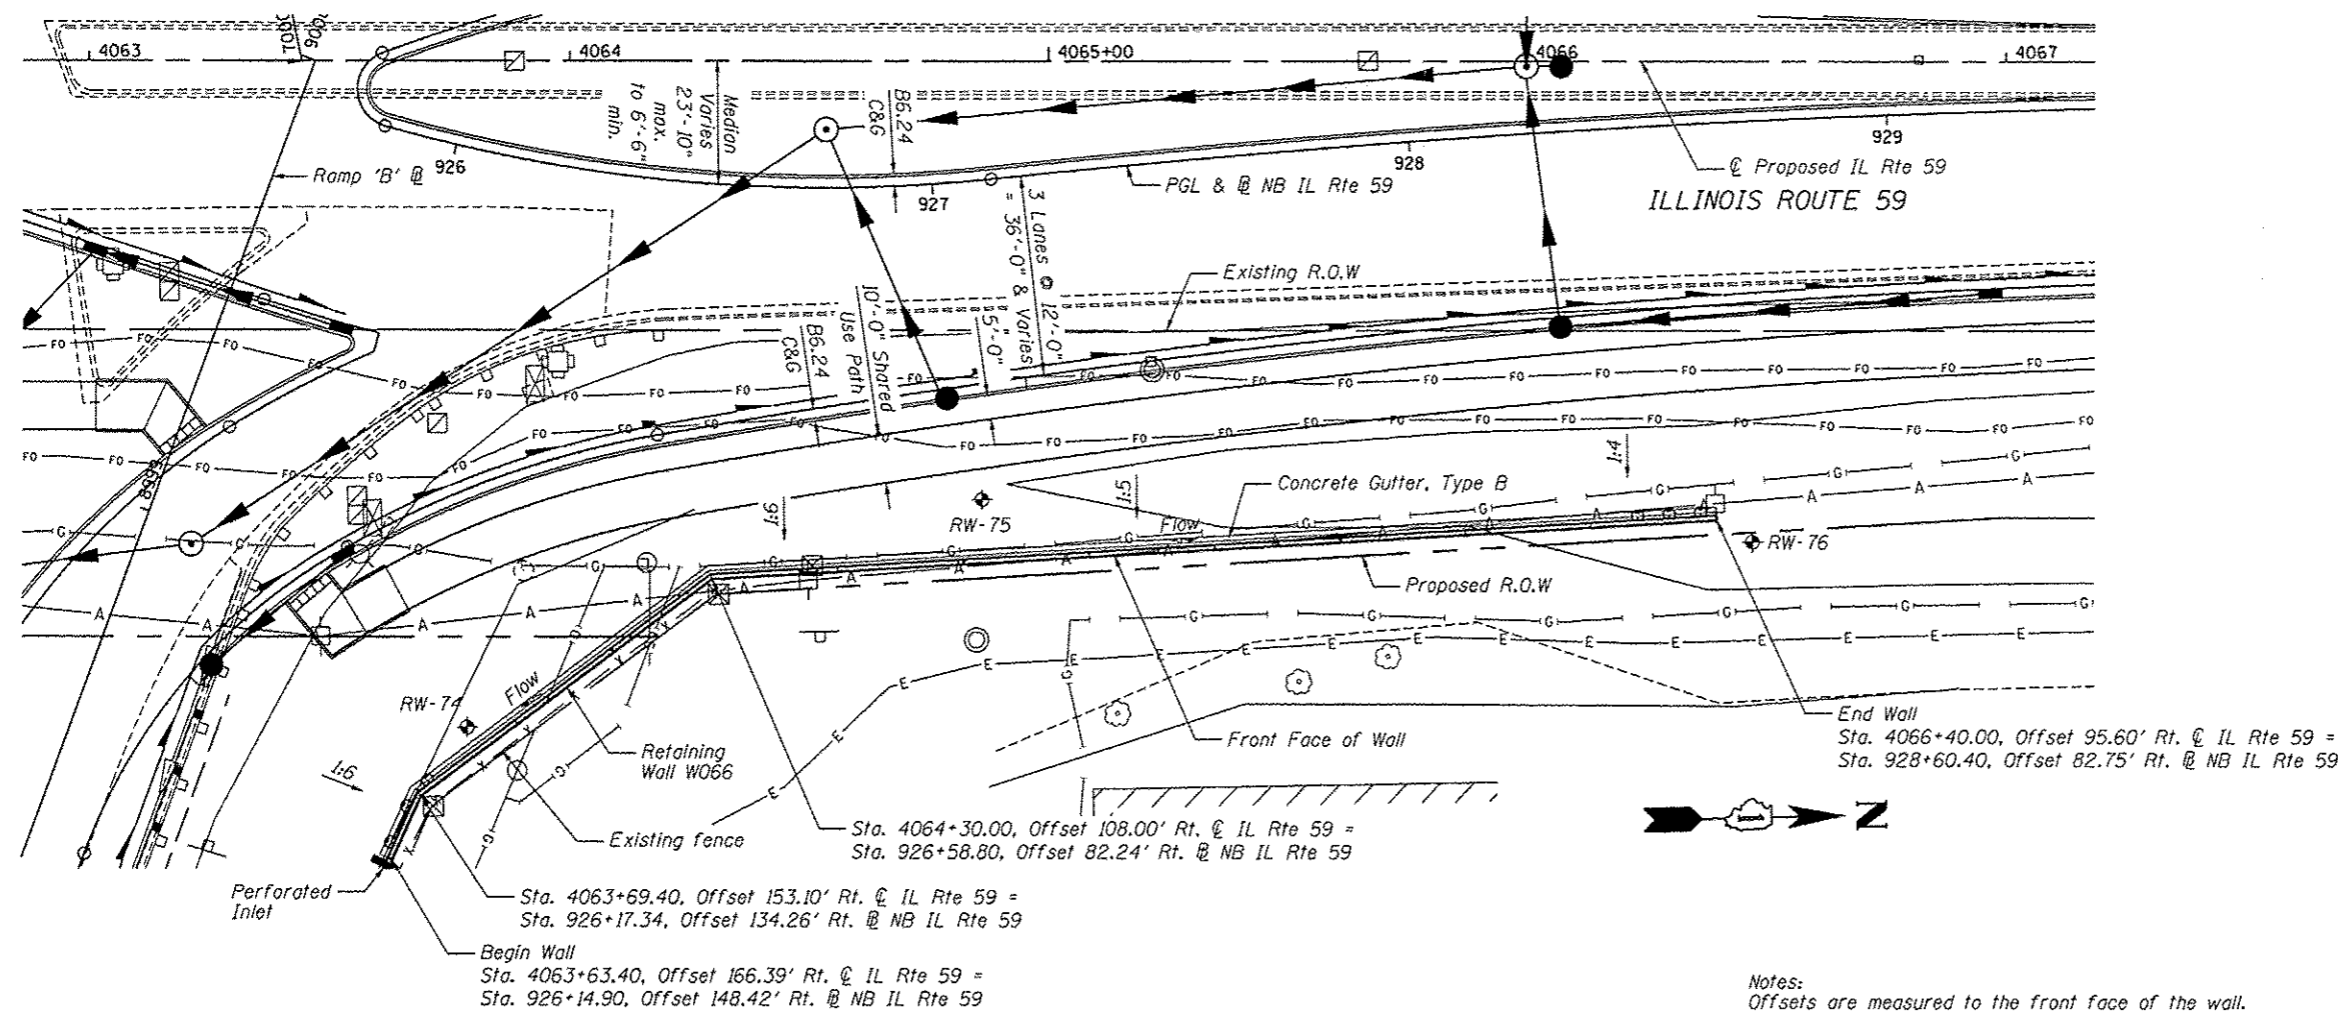 9006
7001
4063
4064
4065+00
4066
4067
Median
Varies
23'-10"
max.
to 6'-6"
min.
B6.24
C&G
Ramp 'B' ℄
926
927
928
929
PGL & ⅊ NB IL Rte 59
℄ Proposed IL Rte 59
ILLINOIS ROUTE 59
3 Lanes @ 12'-0"
= 36'-0" & Varies
Existing R.O.W
10'-0" Shared
Use Path
5'-0"
B6.24
C&G
1:6
1:5
1:4
RW-75
Concrete Gutter, Type B
Flow
RW-76
Proposed R.O.W
RW-74
Flow
1:6
Retaining
Wall W066
Front Face of Wall
End Wall
Sta. 4066+40.00, Offset 95.60' Rt. ℄ IL Rte 59 =
Sta. 928+60.40, Offset 82.75' Rt. ⅊ NB IL Rte 59
N
Existing fence
Sta. 4064+30.00, Offset 108.00' Rt. ℄ IL Rte 59 =
Sta. 926+58.80, Offset 82.24' Rt. ⅊ NB IL Rte 59
Perforated
Inlet
Sta. 4063+69.40, Offset 153.10' Rt. ℄ IL Rte 59 =
Sta. 926+17.34, Offset 134.26' Rt. ⅊ NB IL Rte 59
Begin Wall
Sta. 4063+63.40, Offset 166.39' Rt. ℄ IL Rte 59 =
Sta. 926+14.90, Offset 148.42' Rt. ⅊ NB IL Rte 59
Notes:
Offsets are measured to the front face of the wall.